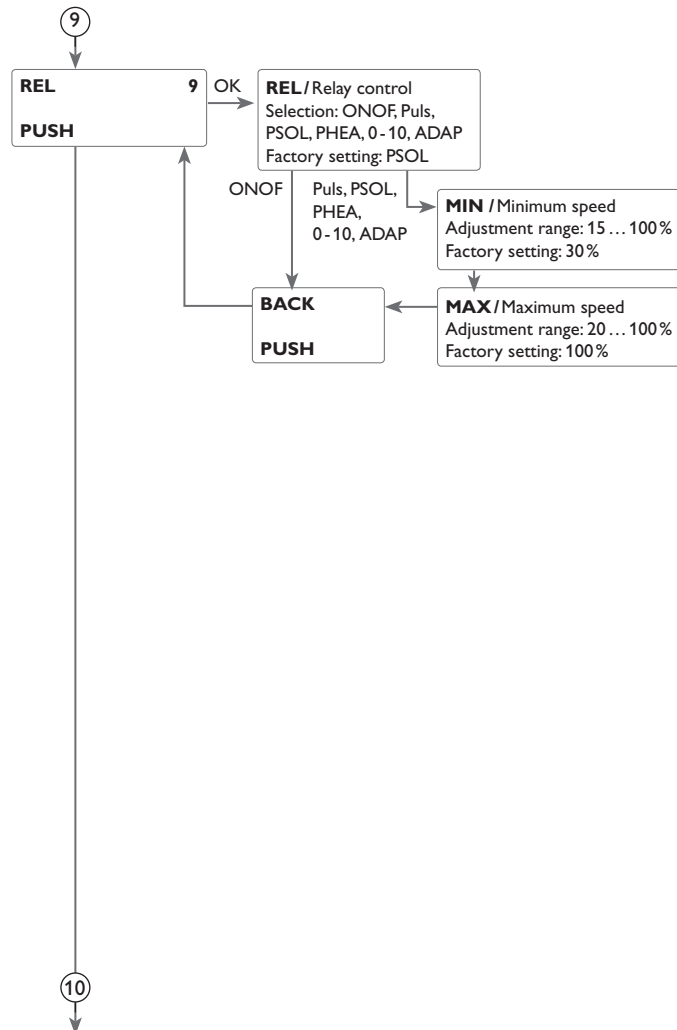 9
REL 9
PUSH
OK
REL / Relay control
Selection: ONOF, Puls,
PSOL, PHEA, 0 - 10, ADAP
Factory setting: PSOL
ONOF
Puls, PSOL,
PHEA,
0 - 10, ADAP
MIN / Minimum speed
Adjustment range: 15 … 100 %
Factory setting: 30 %
MAX / Maximum speed
Adjustment range: 20 … 100 %
Factory setting: 100 %
BACK
PUSH
10